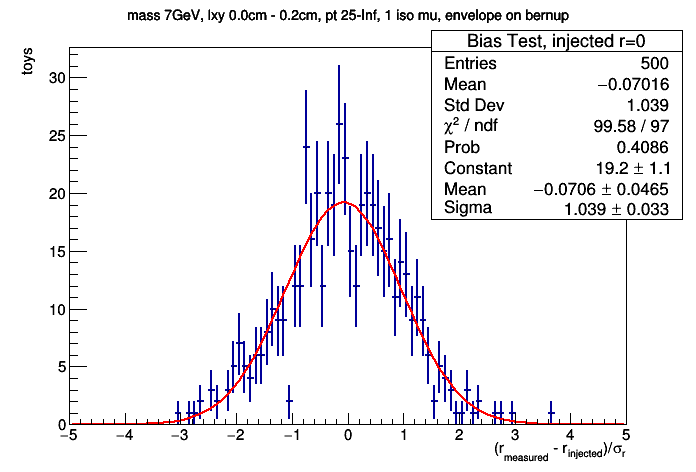 mass 7GeV, lxy 0.0cm - 0.2cm, pt 25-Inf, 1 iso mu, envelope on bernup
toys
Bias Test, injected r=0
Entries 500
Mean −0.07016
Std Dev 1.039
χ² / ndf 99.58 / 97
Prob 0.4086
Constant 19.2 ± 1.1
Mean −0.0706 ± 0.0465
Sigma 1.039 ± 0.033
30
25
20
15
10
5
0
−5 −4 −3 −2 −1 0 1 2 3 4 5
(r_measured - r_injected)/σ_r